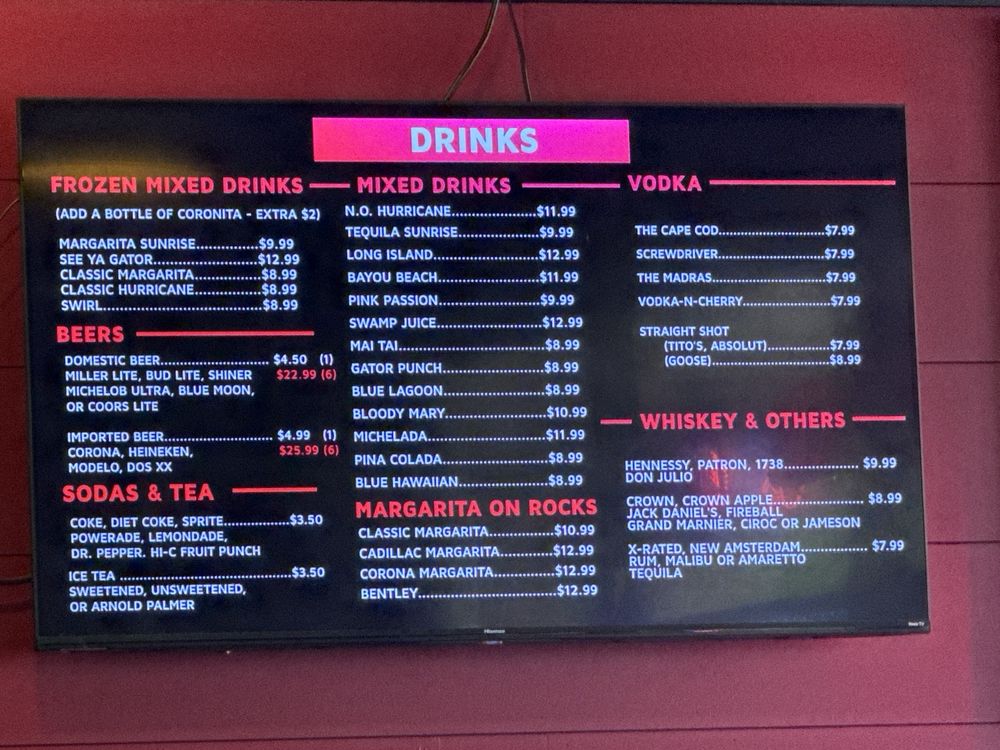 DRINKS
FROZEN MIXED DRINKS
(ADD A BOTTLE OF CORONITA - EXTRA $2)
MARGARITA SUNRISE.............$9.99
SEE YA GATOR.....................$12.99
CLASSIC MARGARITA.............$8.99
CLASSIC HURRICANE.............$8.99
SWIRL................................$8.99
BEERS
DOMESTIC BEER...................... $4.50 (1)
MILLER LITE, BUD LITE, SHINER $22.99 (6)
MICHELOB ULTRA, BLUE MOON,
OR COORS LITE
IMPORTED BEER..................... $4.99 (1)
CORONA, HEINEKEN, $25.99 (6)
MODELO, DOS XX
SODAS & TEA
COKE, DIET COKE, SPRITE.............$3.50
POWERADE, LEMONDADE,
DR. PEPPER. HI-C FRUIT PUNCH
ICE TEA ........................................$3.50
SWEETENED, UNSWEETENED,
OR ARNOLD PALMER
MIXED DRINKS
N.O. HURRICANE.................$11.99
TEQUILA SUNRISE................$9.99
LONG ISLAND.....................$12.99
BAYOU BEACH.....................$11.99
PINK PASSION....................$9.99
SWAMP JUICE.....................$12.99
MAI TAI.............................$8.99
GATOR PUNCH....................$8.99
BLUE LAGOON....................$8.99
BLOODY MARY....................$10.99
MICHELADA.......................$11.99
PINA COLADA.....................$8.99
BLUE HAWAIIAN..................$8.99
MARGARITA ON ROCKS
CLASSIC MARGARITA.............$10.99
CADILLAC MARGARITA..........$12.99
CORONA MARGARITA............$12.99
BENTLEY...........................$12.99
VODKA
THE CAPE COD......................$7.99
SCREWDRIVER......................$7.99
THE MADRAS........................$7.99
VODKA-N-CHERRY..................$7.99
STRAIGHT SHOT
(TITO'S, ABSOLUT).............$7.99
(GOOSE)..........................$8.99
WHISKEY & OTHERS
HENNESSY, PATRON, 1738............... $9.99
DON JULIO
CROWN, CROWN APPLE.................. $8.99
JACK DANIEL'S, FIREBALL
GRAND MARNIER, CIROC OR JAMESON
X-RATED, NEW AMSTERDAM............. $7.99
RUM, MALIBU OR AMARETTO
TEQUILA
Hisense
Roku TV